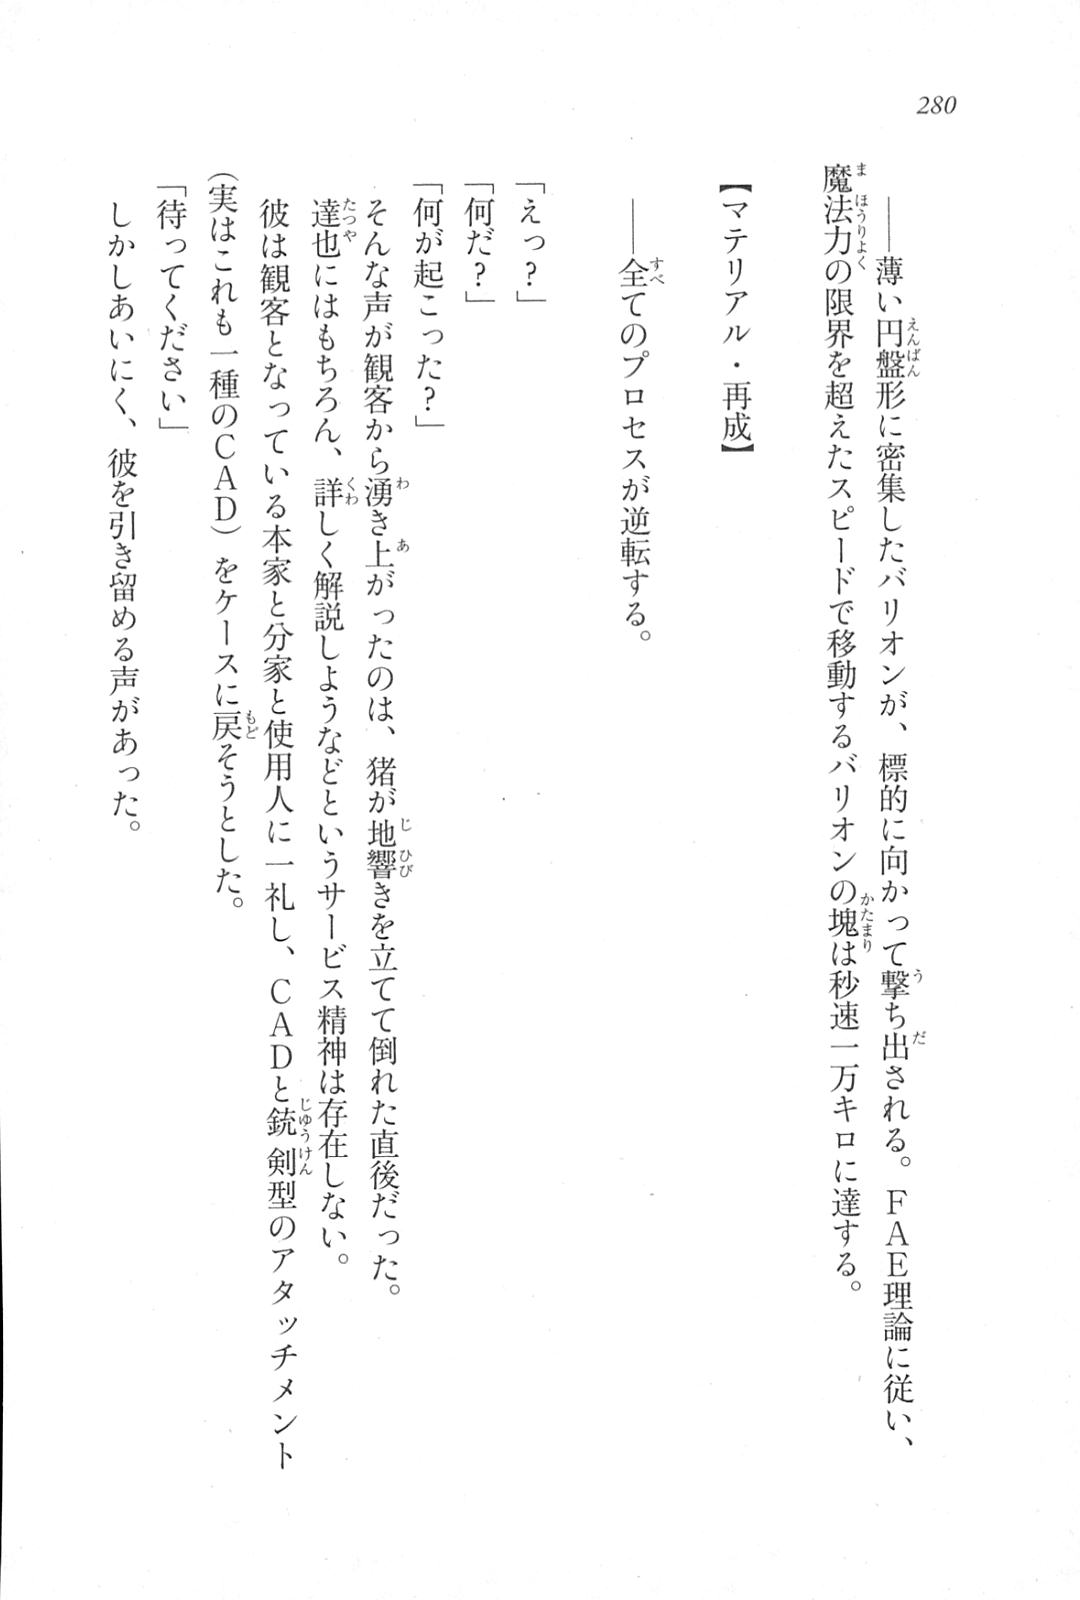 280
――薄い円盤形に密集したバリオンが、標的に向かって撃ち出される。ＦＡＥ理論に従い、
魔法力の限界を超えたスピードで移動するバリオンの塊は秒速一万キロに達する。
【マテリアル・再成】
――全てのプロセスが逆転する。
「えっ？」
「何だ？」
「何が起こった？」
そんな声が観客から湧き上がったのは、猪が地響きを立てて倒れた直後だった。
達也にはもちろん、詳しく解説しようなどというサービス精神は存在しない。
彼は観客となっている本家と分家と使用人に一礼し、ＣＡＤと銃剣型のアタッチメント
（実はこれも一種のＣＡＤ）をケースに戻そうとした。
「待ってください」
しかしあいにく、彼を引き留める声があった。